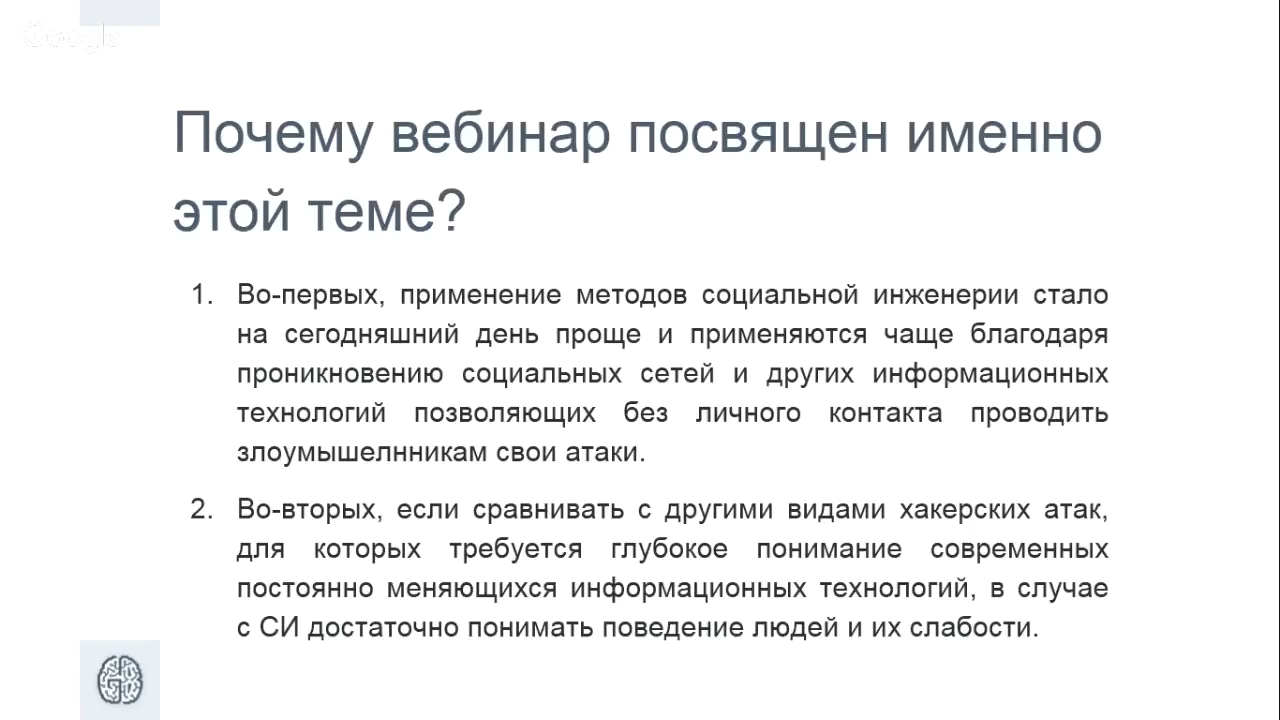 Google
Почему вебинар посвящен именно
этой теме?
1. Во-первых, применение методов социальной инженерии стало
на сегодняшний день проще и применяются чаще благодаря
проникновению социальных сетей и других информационных
технологий позволяющих без личного контакта проводить
злоумышелнникам свои атаки.
2. Во-вторых, если сравнивать с другими видами хакерских атак,
для которых требуется глубокое понимание современных
постоянно меняющихся информационных технологий, в случае
с СИ достаточно понимать поведение людей и их слабости.